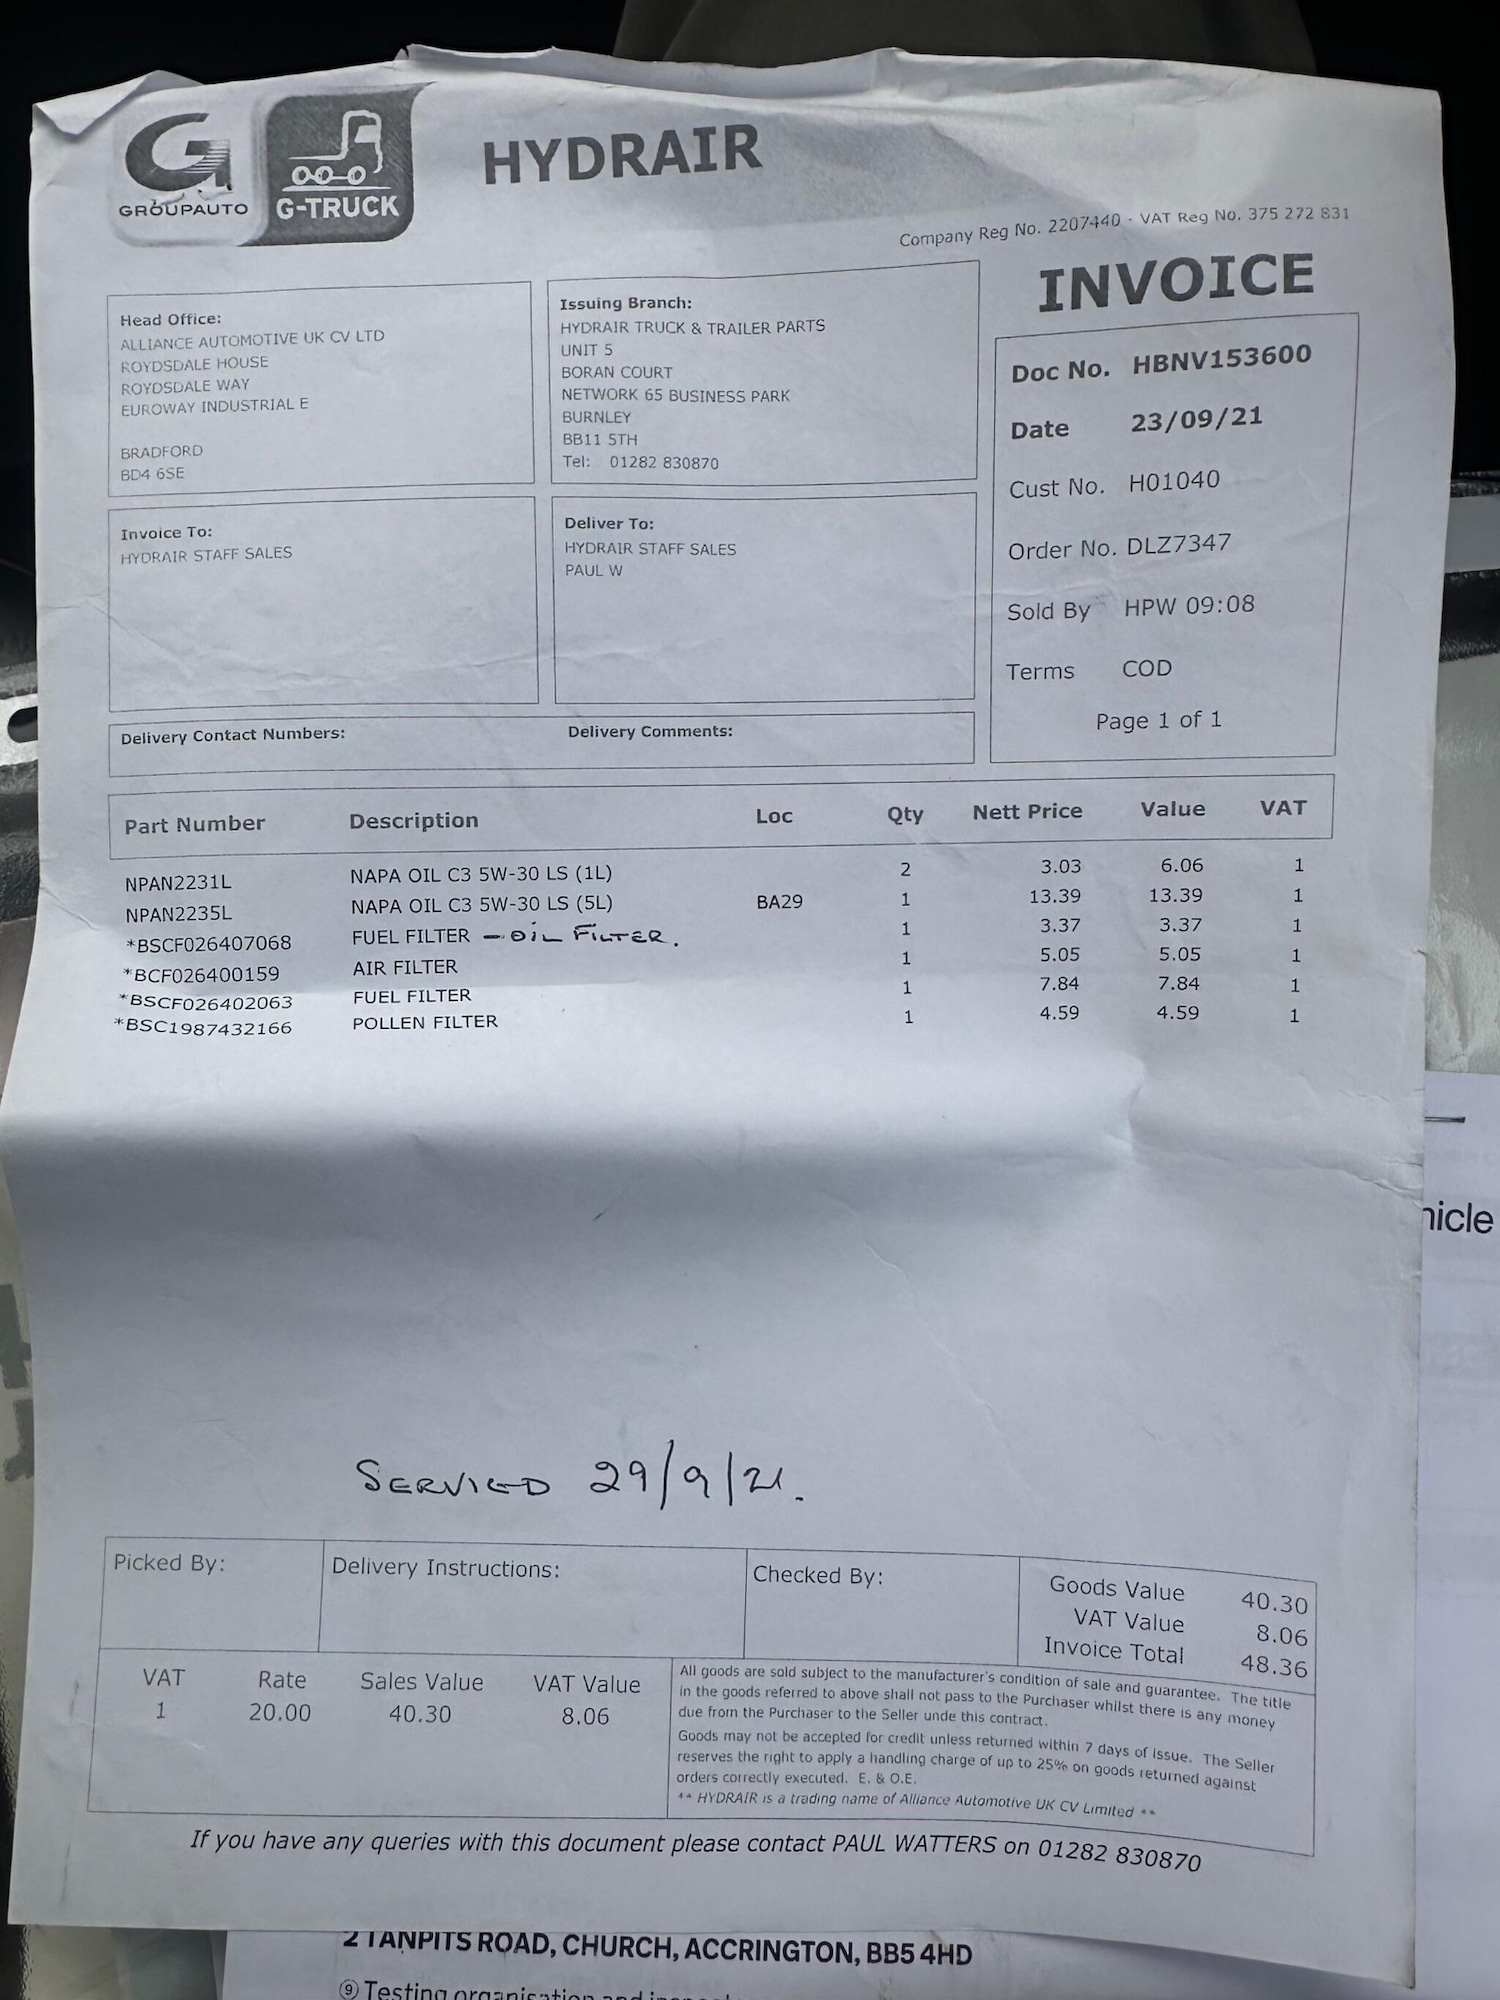 G
GROUPAUTO
G-TRUCK
HYDRAIR
Company Reg No. 2207440 - VAT Reg No. 375 272 831
INVOICE
Head Office:
ALLIANCE AUTOMOTIVE UK CV LTD
ROYDSDALE HOUSE
ROYDSDALE WAY
EUROWAY INDUSTRIAL E
BRADFORD
BD4 6SE
Issuing Branch:
HYDRAIR TRUCK & TRAILER PARTS
UNIT 5
BORAN COURT
NETWORK 65 BUSINESS PARK
BURNLEY
BB11 5TH
Tel: 01282 830870
Doc No. HBNV153600
Date 23/09/21
Cust No. H01040
Order No. DLZ7347
Sold By HPW 09:08
Terms COD
Page 1 of 1
Invoice To:
HYDRAIR STAFF SALES
Deliver To:
HYDRAIR STAFF SALES
PAUL W
Delivery Contact Numbers: Delivery Comments:
Part Number Description Loc Qty Nett Price Value VAT
NPAN2231L NAPA OIL C3 5W-30 LS (1L) 2 3.03 6.06 1
NPAN2235L NAPA OIL C3 5W-30 LS (5L) BA29 1 13.39 13.39 1
*BSCF026407068 FUEL FILTER - OIL FILTER. 1 3.37 3.37 1
*BCF026400159 AIR FILTER 1 5.05 5.05 1
*BSCF026402063 FUEL FILTER 1 7.84 7.84 1
*BSC1987432166 POLLEN FILTER 1 4.59 4.59 1
SERVICED 29/9/21.
Picked By: Delivery Instructions: Checked By:
Goods Value 40.30
VAT Value 8.06
Invoice Total 48.36
VAT Rate Sales Value VAT Value
1 20.00 40.30 8.06
All goods are sold subject to the manufacturer's condition of sale and guarantee. The title
in the goods referred to above shall not pass to the Purchaser whilst there is any money
due from the Purchaser to the Seller unde this contract.
Goods may not be accepted for credit unless returned within 7 days of issue. The Seller
reserves the right to apply a handling charge of up to 25% on goods returned against
orders correctly executed. E. & O.E.
** HYDRAIR is a trading name of Alliance Automotive UK CV Limited **
If you have any queries with this document please contact PAUL WATTERS on 01282 830870
hicle
2 TANPITS ROAD, CHURCH, ACCRINGTON, BB5 4HD
9 Testing organisation and